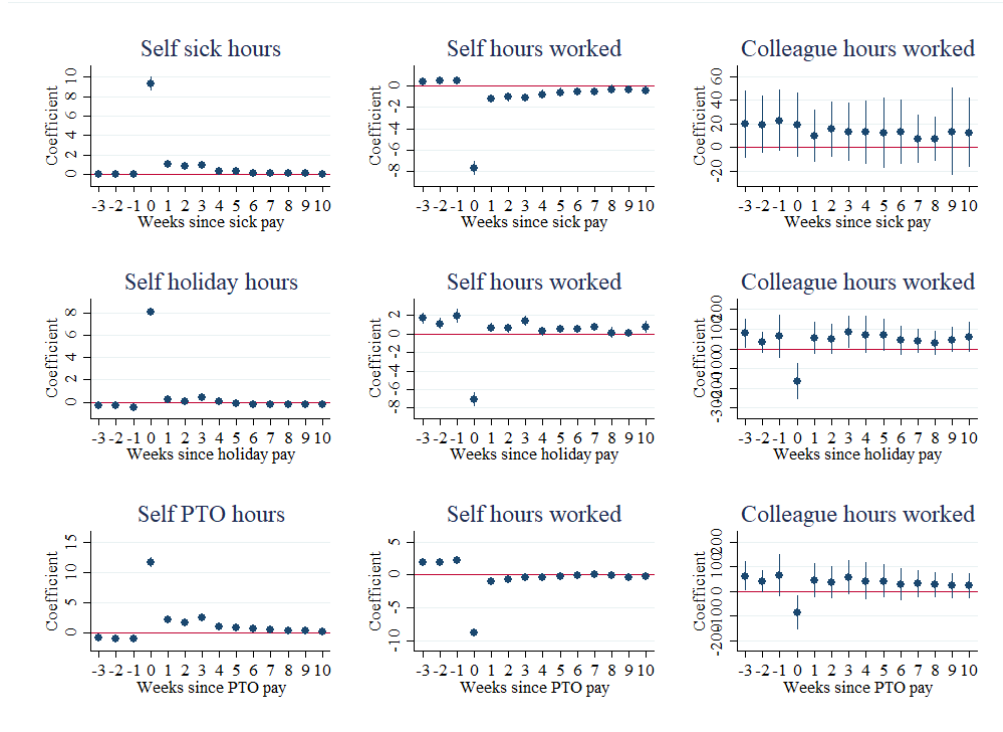 Self sick hours
Coefficient
10
8
6
4
2
0
-3 -2 -1 0 1 2 3 4 5 6 7 8 9 10
Weeks since sick pay
Self hours worked
Coefficient
0
-2
-4
-6
-8
-3 -2 -1 0 1 2 3 4 5 6 7 8 9 10
Weeks since sick pay
Colleague hours worked
Coefficient
60
40
20
0
-20
-3 -2 -1 0 1 2 3 4 5 6 7 8 9 10
Weeks since sick pay
Self holiday hours
Coefficient
8
6
4
2
0
-3 -2 -1 0 1 2 3 4 5 6 7 8 9 10
Weeks since holiday pay
Self hours worked
Coefficient
2
0
-2
-4
-6
-8
-3 -2 -1 0 1 2 3 4 5 6 7 8 9 10
Weeks since holiday pay
Colleague hours worked
Coefficient
200
100
0
-100
-200
-300
-3 -2 -1 0 1 2 3 4 5 6 7 8 9 10
Weeks since holiday pay
Self PTO hours
Coefficient
15
10
5
0
-3 -2 -1 0 1 2 3 4 5 6 7 8 9 10
Weeks since PTO pay
Self hours worked
Coefficient
5
0
-5
-10
-3 -2 -1 0 1 2 3 4 5 6 7 8 9 10
Weeks since PTO pay
Colleague hours worked
Coefficient
200
100
0
-100
-200
-3 -2 -1 0 1 2 3 4 5 6 7 8 9 10
Weeks since PTO pay